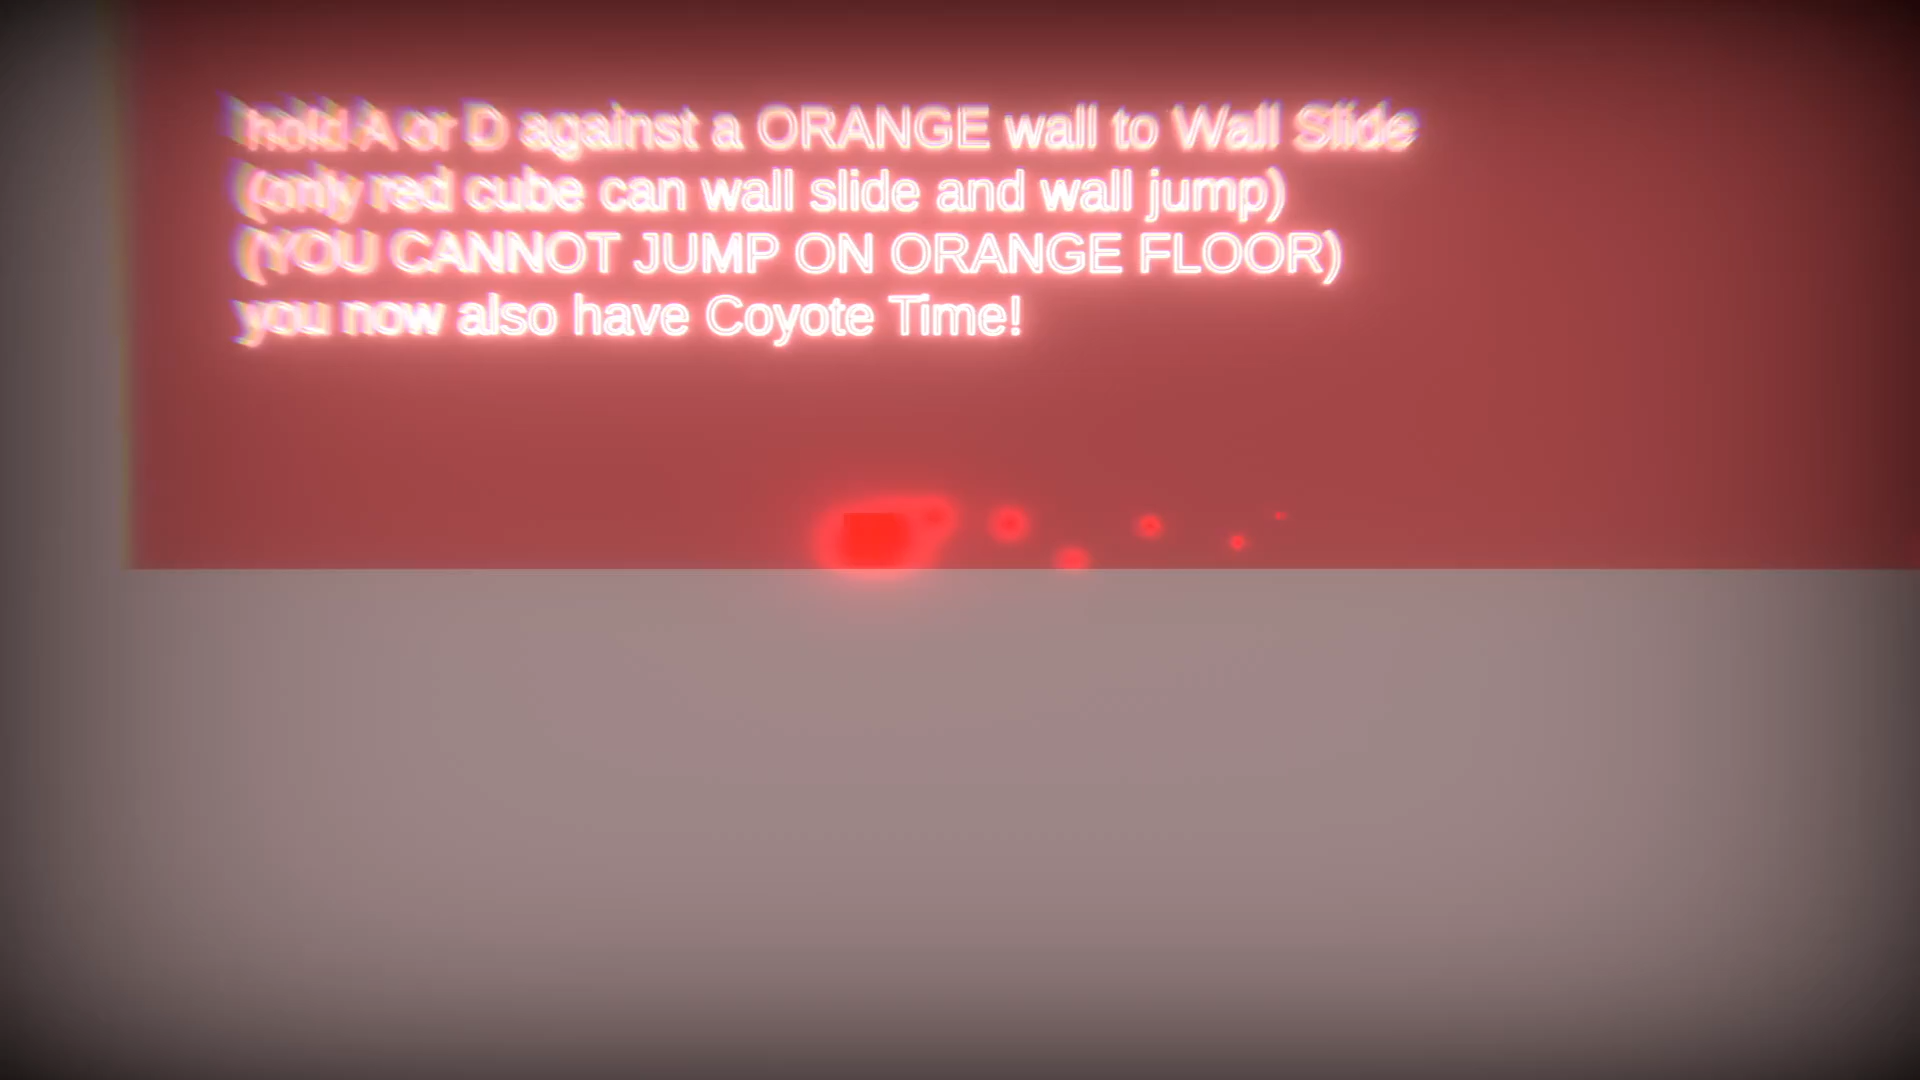 hold A or D against a ORANGE wall to Wall Slide
(only red cube can wall slide and wall jump)
(YOU CANNOT JUMP ON ORANGE FLOOR)
you now also have Coyote Time!